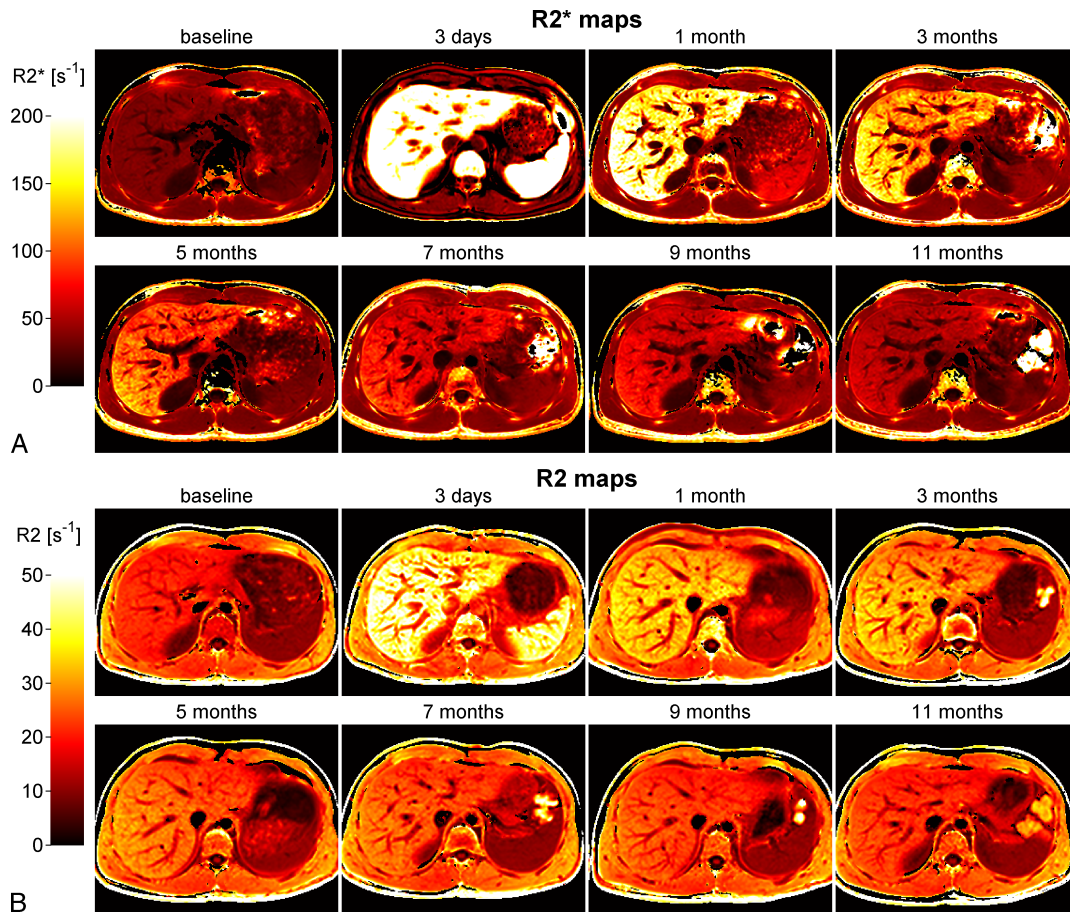 A
R2* maps
baseline
3 days
1 month
3 months
R2* [s⁻¹]
200
150
100
50
0
5 months
7 months
9 months
11 months
R2 maps
baseline
3 days
1 month
3 months
R2 [s⁻¹]
50
40
30
20
10
0
5 months
7 months
9 months
11 months
B